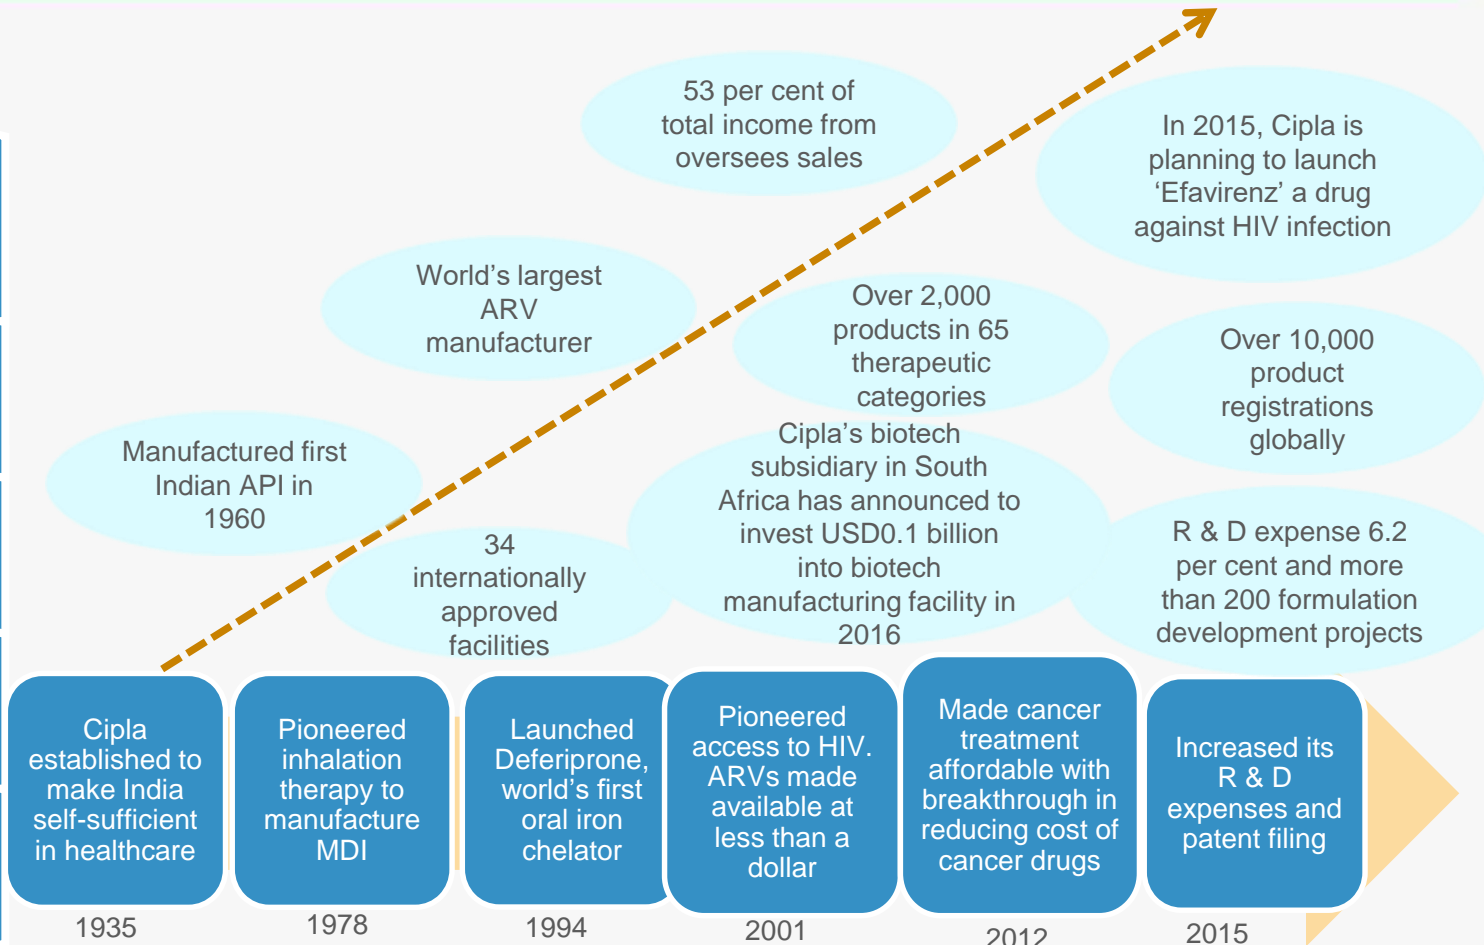 53 per cent of
total income from
oversees sales
In 2015, Cipla is
planning to launch
‘Efavirenz’ a drug
against HIV infection
World’s largest
ARV
manufacturer
Over 2,000
products in 65
therapeutic
categories
Over 10,000
product
registrations
globally
Manufactured first
Indian API in
1960
34
internationally
approved
facilities
Cipla’s biotech
subsidiary in South
Africa has announced to
invest USD0.1 billion
into biotech
manufacturing facility in
2016
R & D expense 6.2
per cent and more
than 200 formulation
development projects
Cipla
established to
make India
self-sufficient
in healthcare
Pioneered
inhalation
therapy to
manufacture
MDI
Launched
Deferiprone,
world’s first
oral iron
chelator
Pioneered
access to HIV.
ARVs made
available at
less than a
dollar
Made cancer
treatment
affordable with
breakthrough in
reducing cost of
cancer drugs
Increased its
R & D
expenses and
patent filing
1935
1978
1994
2001
2012
2015